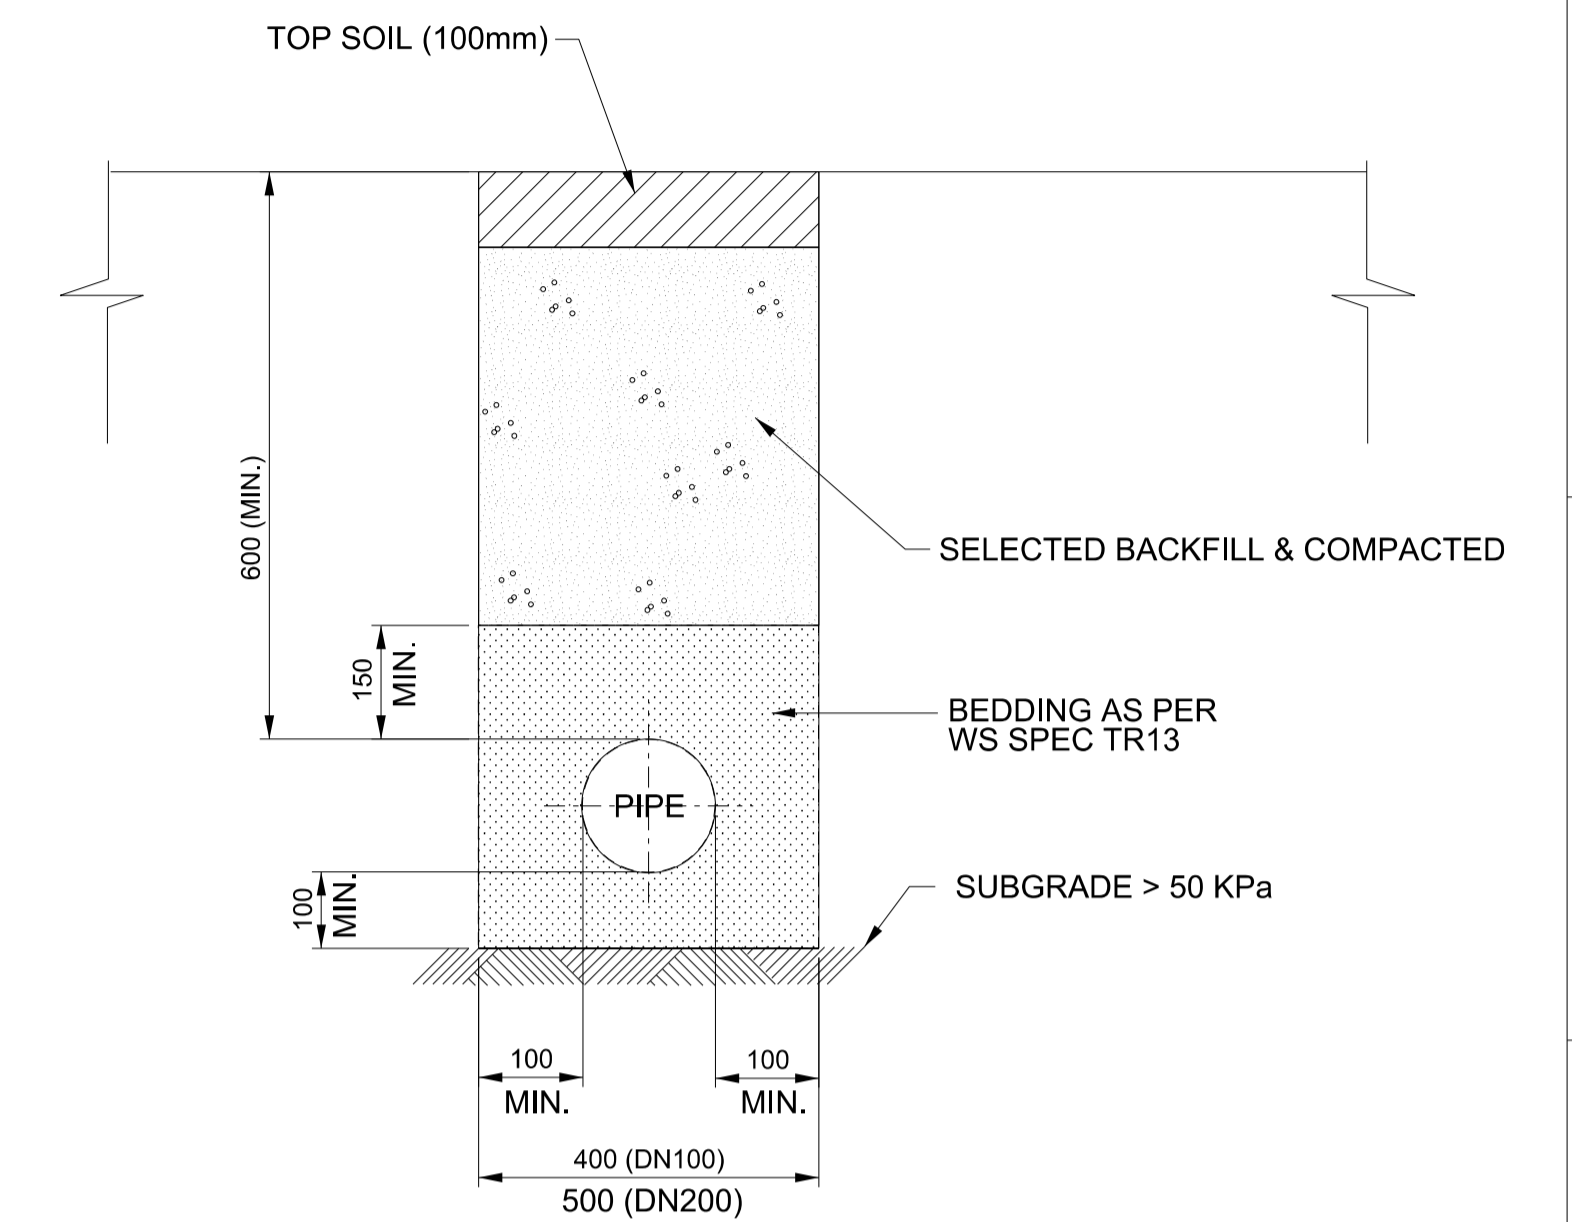 TOP SOIL (100mm)
600 (MIN.)
SELECTED BACKFILL & COMPACTED
150
MIN.
BEDDING AS PER
WS SPEC TR13
PIPE
100
MIN.
SUBGRADE > 50 KPa
100
MIN.
100
MIN.
400 (DN100)
500 (DN200)